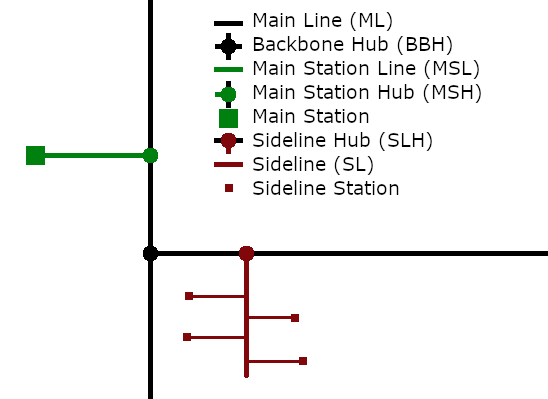 Main Line (ML)
Backbone Hub (BBH)
Main Station Line (MSL)
Main Station Hub (MSH)
Main Station
Sideline Hub (SLH)
Sideline (SL)
Sideline Station